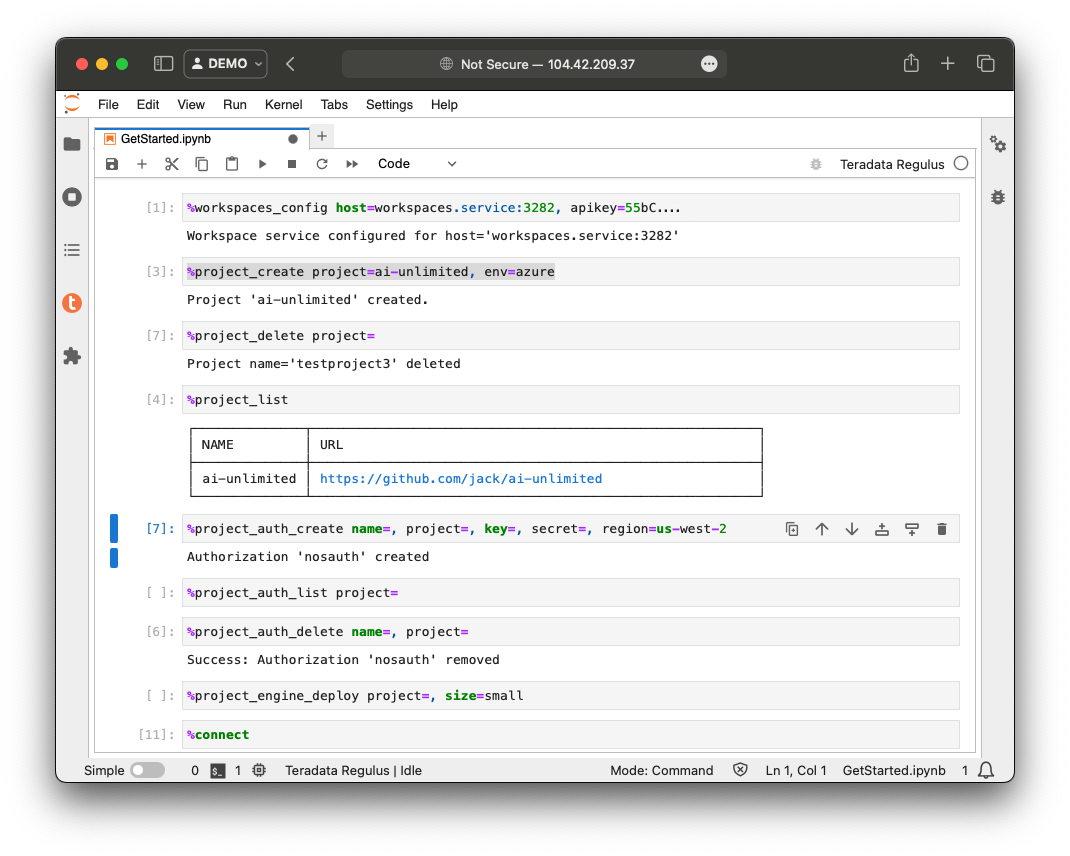 DEMO
Not Secure — 104.42.209.37
File Edit View Run Kernel Tabs Settings Help
GetStarted.ipynb
Code
Teradata Regulus
[1]: %workspaces_config host=workspaces.service:3282, apikey=55bC....
Workspace service configured for host='workspaces.service:3282'
[3]: %project_create project=ai-unlimited, env=azure
Project 'ai-unlimited' created.
[7]: %project_delete project=
Project name='testproject3' deleted
[4]: %project_list
NAME URL
ai-unlimited https://github.com/jack/ai-unlimited
[7]: %project_auth_create name=, project=, key=, secret=, region=us-west-2
Authorization 'nosauth' created
[ ]: %project_auth_list project=
[6]: %project_auth_delete name=, project=
Success: Authorization 'nosauth' removed
[ ]: %project_engine_deploy project=, size=small
[11]: %connect
Simple 0 $_ 1 Teradata Regulus | Idle Mode: Command Ln 1, Col 1 GetStarted.ipynb 1